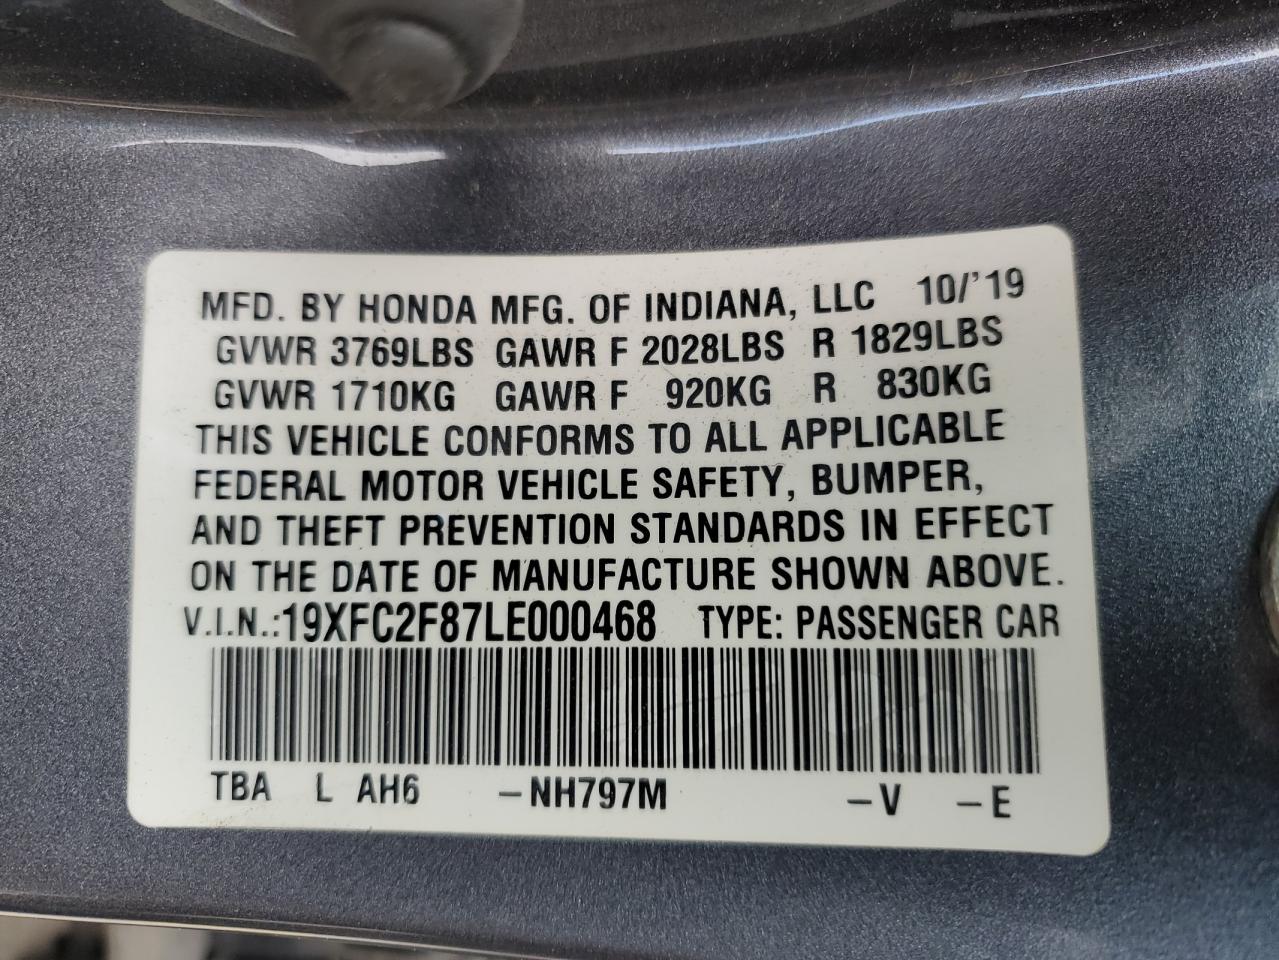 MFD. BY HONDA MFG. OF INDIANA, LLC 10/'19
GVWR 3769LBS GAWR F 2028LBS R 1829LBS
GVWR 1710KG GAWR F 920KG R 830KG
THIS VEHICLE CONFORMS TO ALL APPLICABLE
FEDERAL MOTOR VEHICLE SAFETY, BUMPER,
AND THEFT PREVENTION STANDARDS IN EFFECT
ON THE DATE OF MANUFACTURE SHOWN ABOVE.
V.I.N.:19XFC2F87LE000468 TYPE: PASSENGER CAR
TBA L AH6 –NH797M –V –E